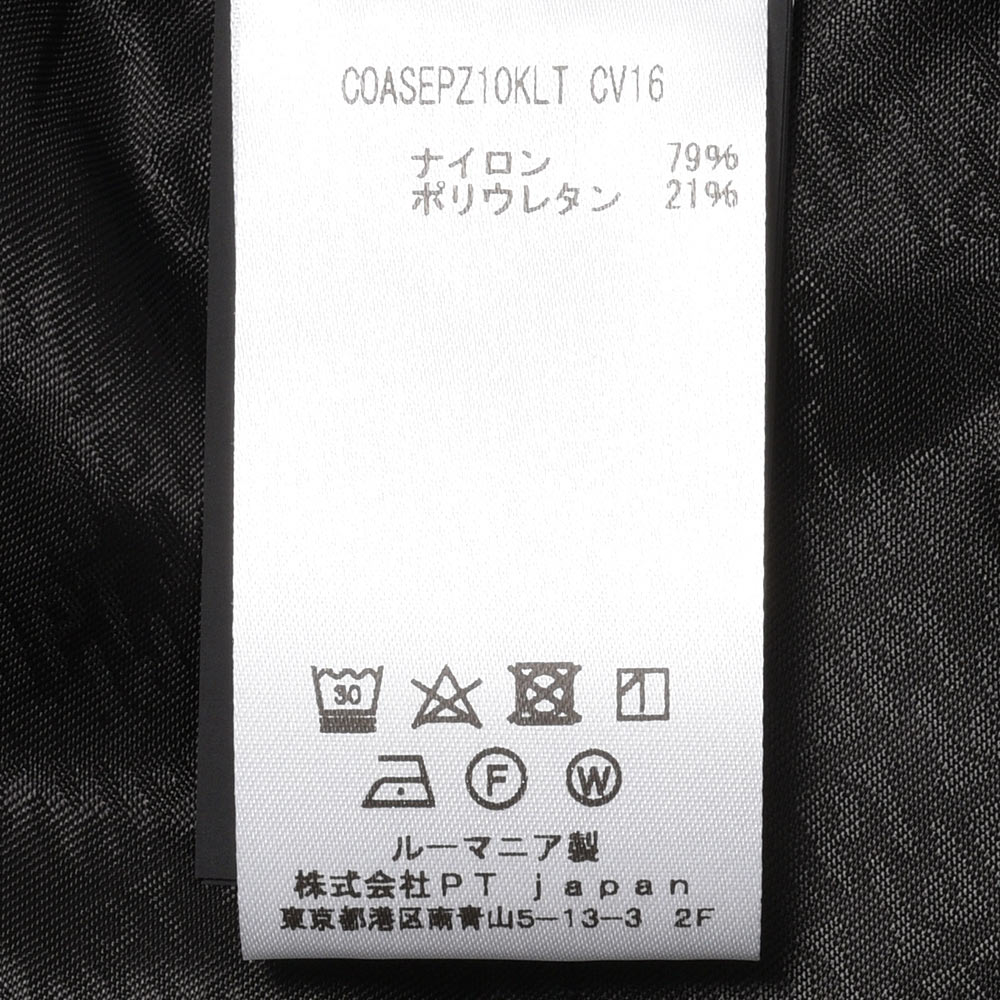 COASEPZ10KLT CV16
ナイロン 79%
ポリウレタン 21%
30
F W
ルーマニア製
株式会社PT japan
東京都港区南青山5-13-3 2F